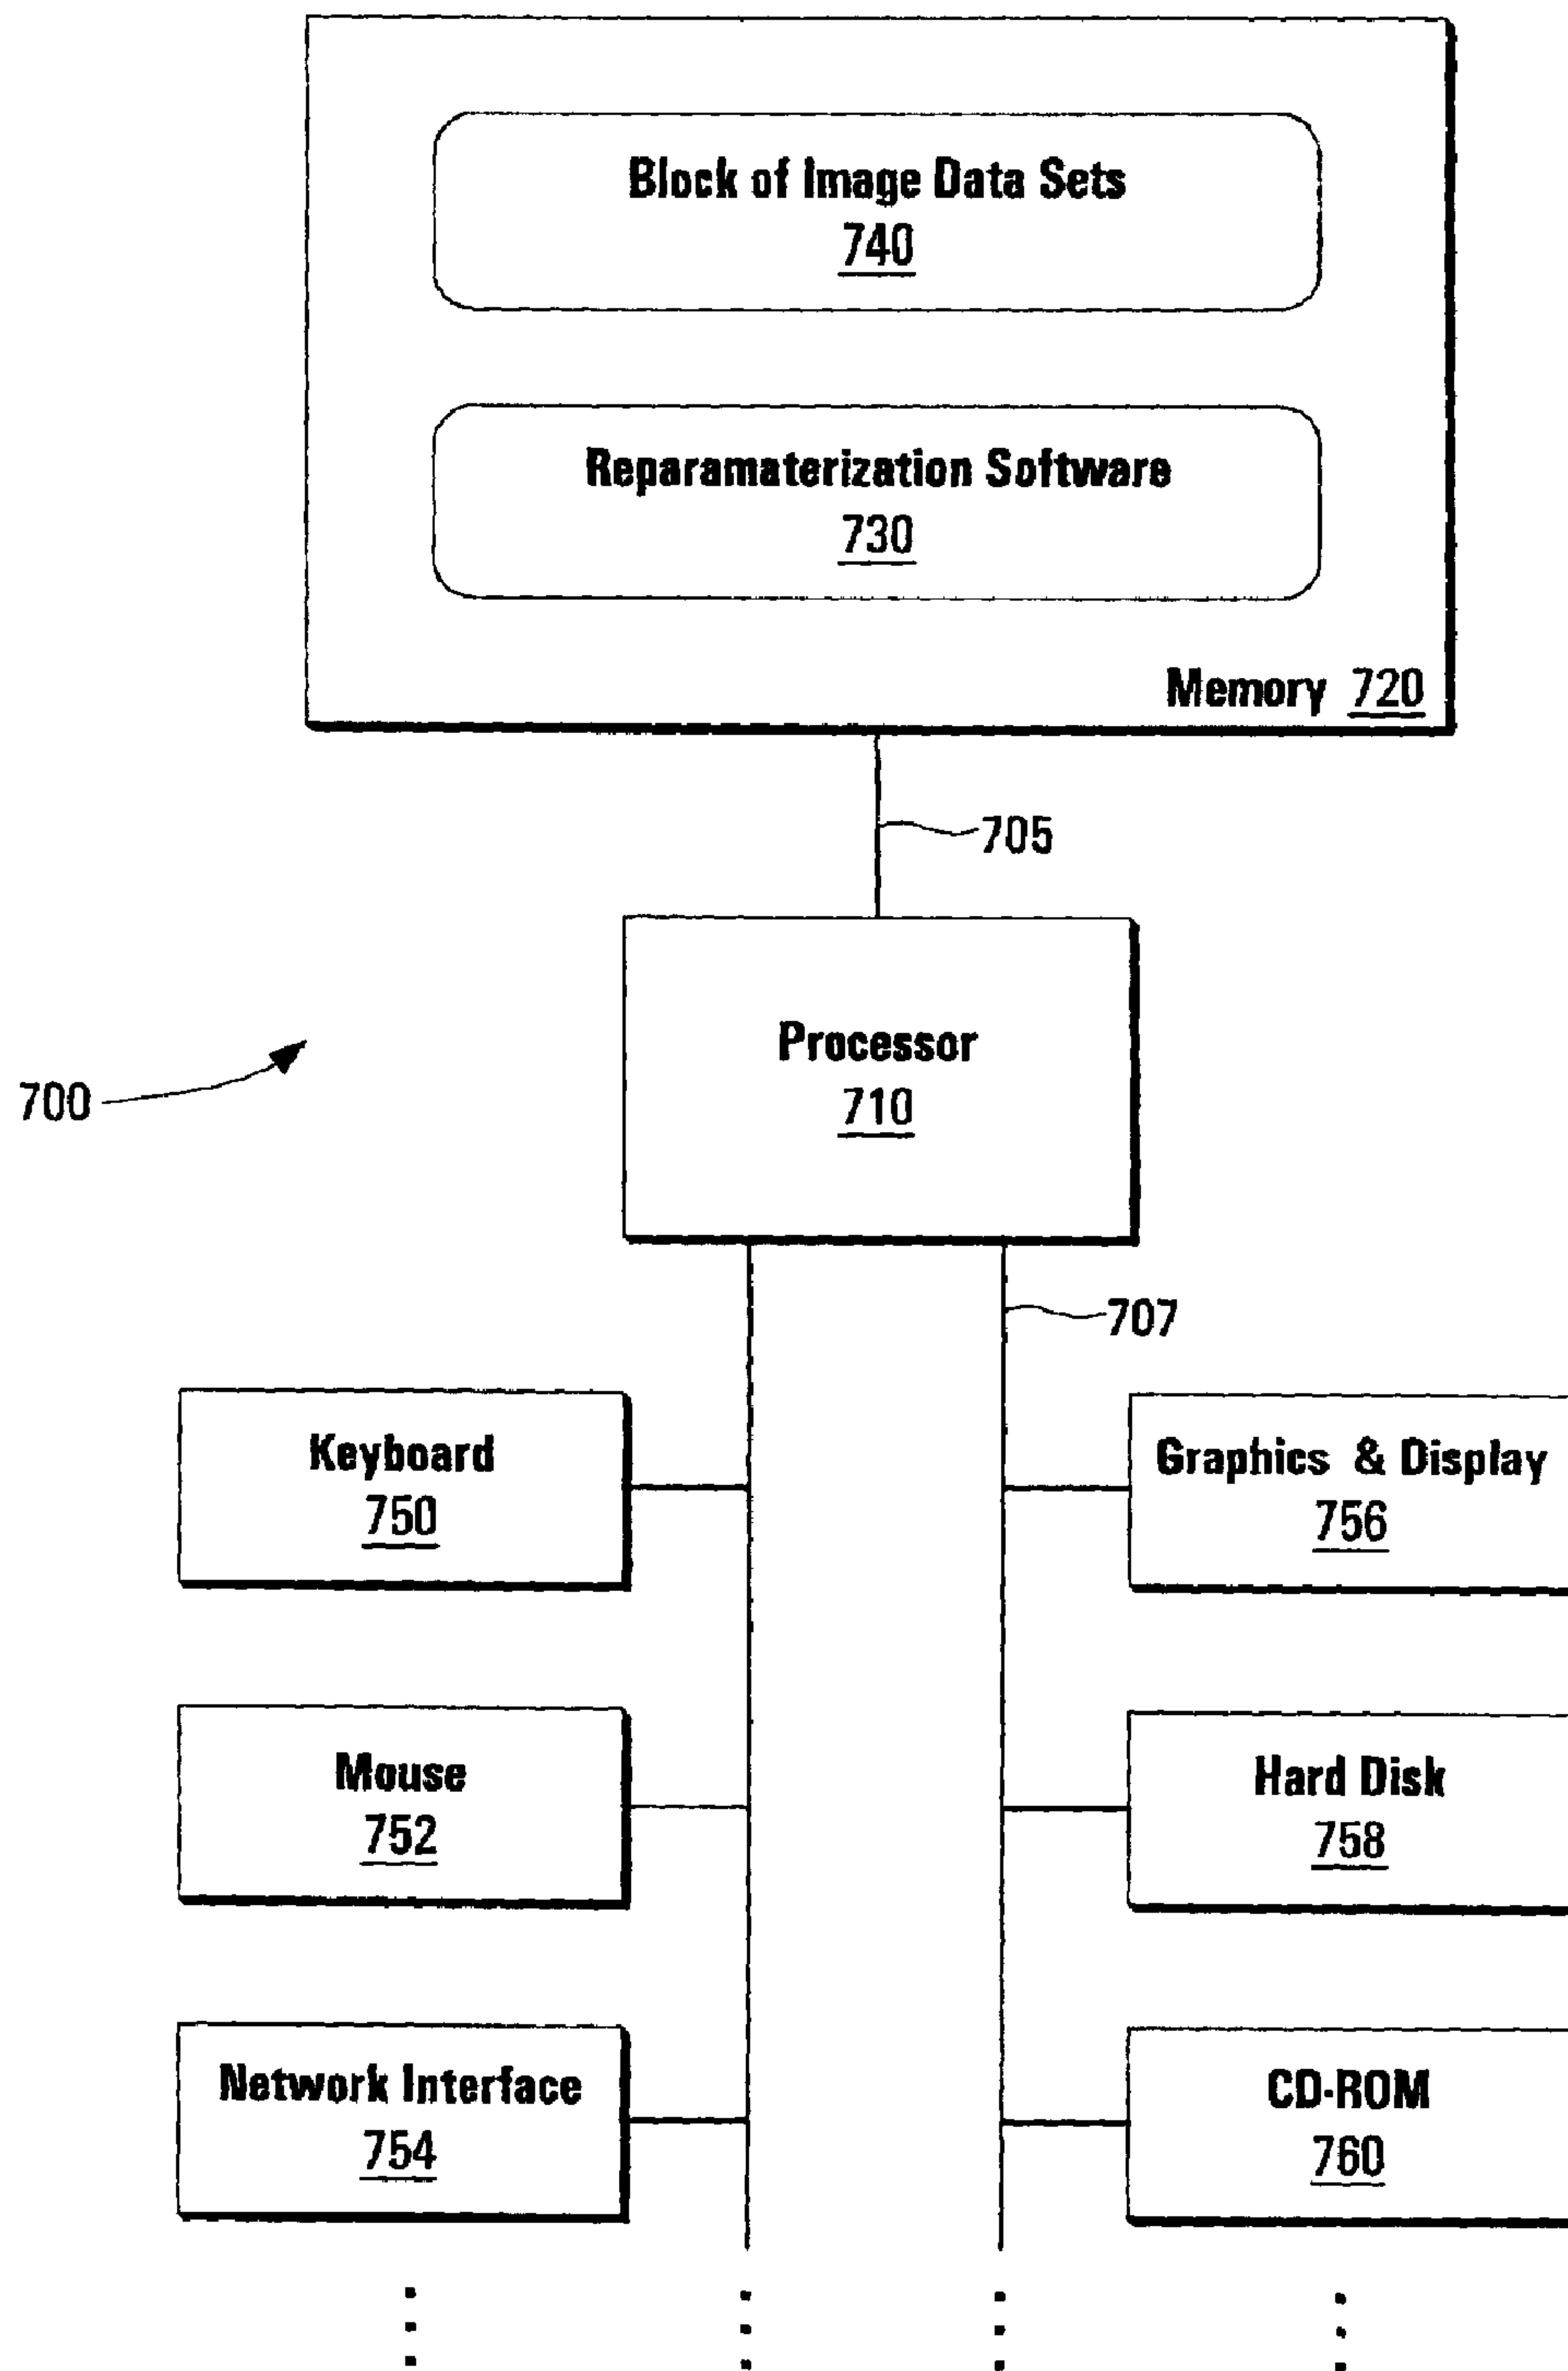 Block of Image Data Sets
740
Reparamaterization Software
730
Memory 720
705
Processor
710
700
707
Keyboard
750
Graphics & Display
756
Mouse
752
Hard Disk
758
Network Interface
754
CD-ROM
760